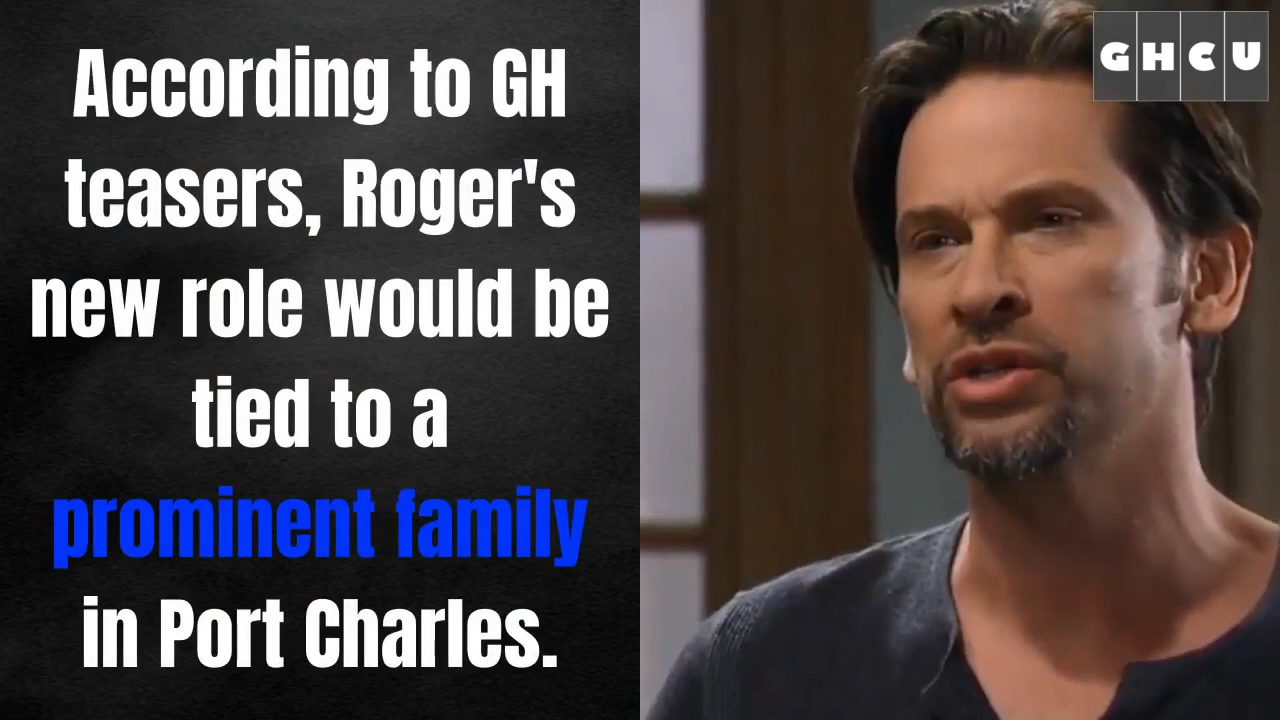 According to GH
teasers, Roger's
new role would be
tied to a
prominent family
in Port Charles.
GHCU